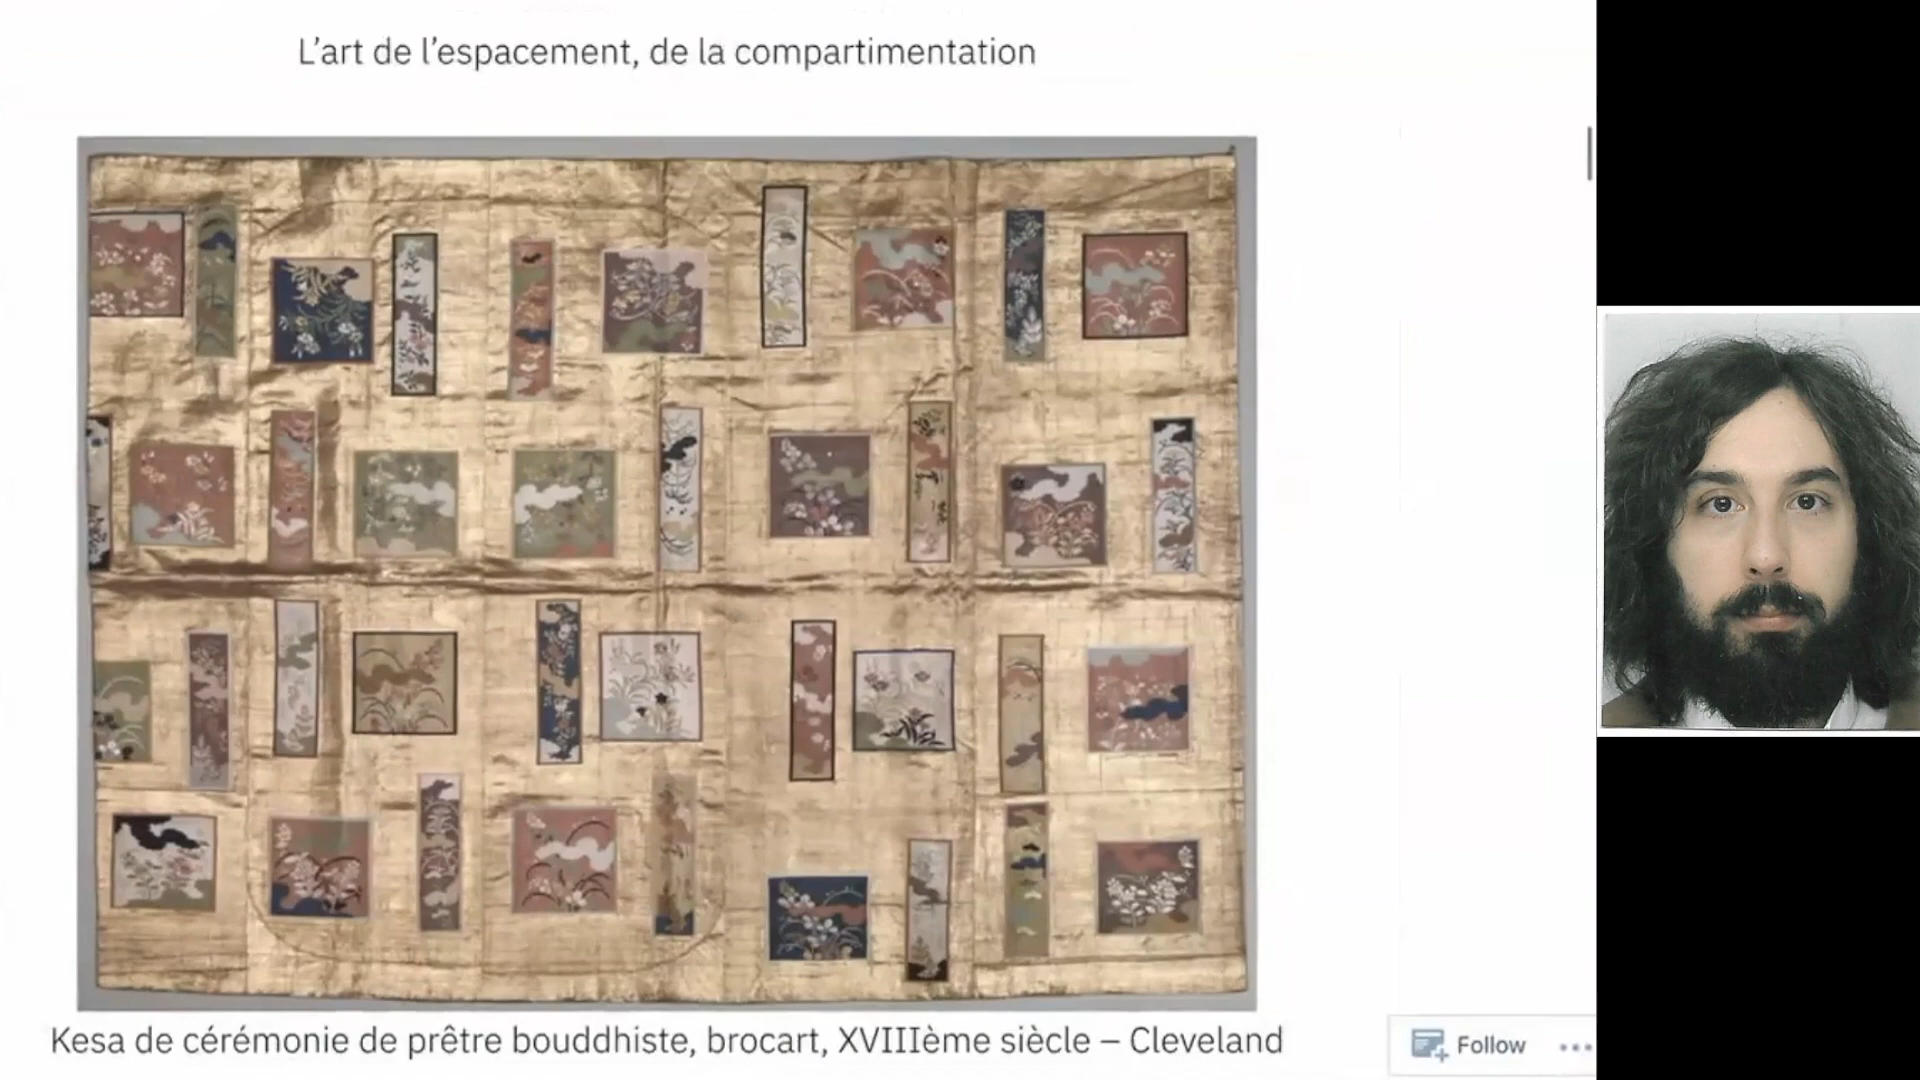 L’art de l’espacement, de la compartimentation
Kesa de cérémonie de prêtre bouddhiste, brocart, XVIIIème siècle – Cleveland
Follow